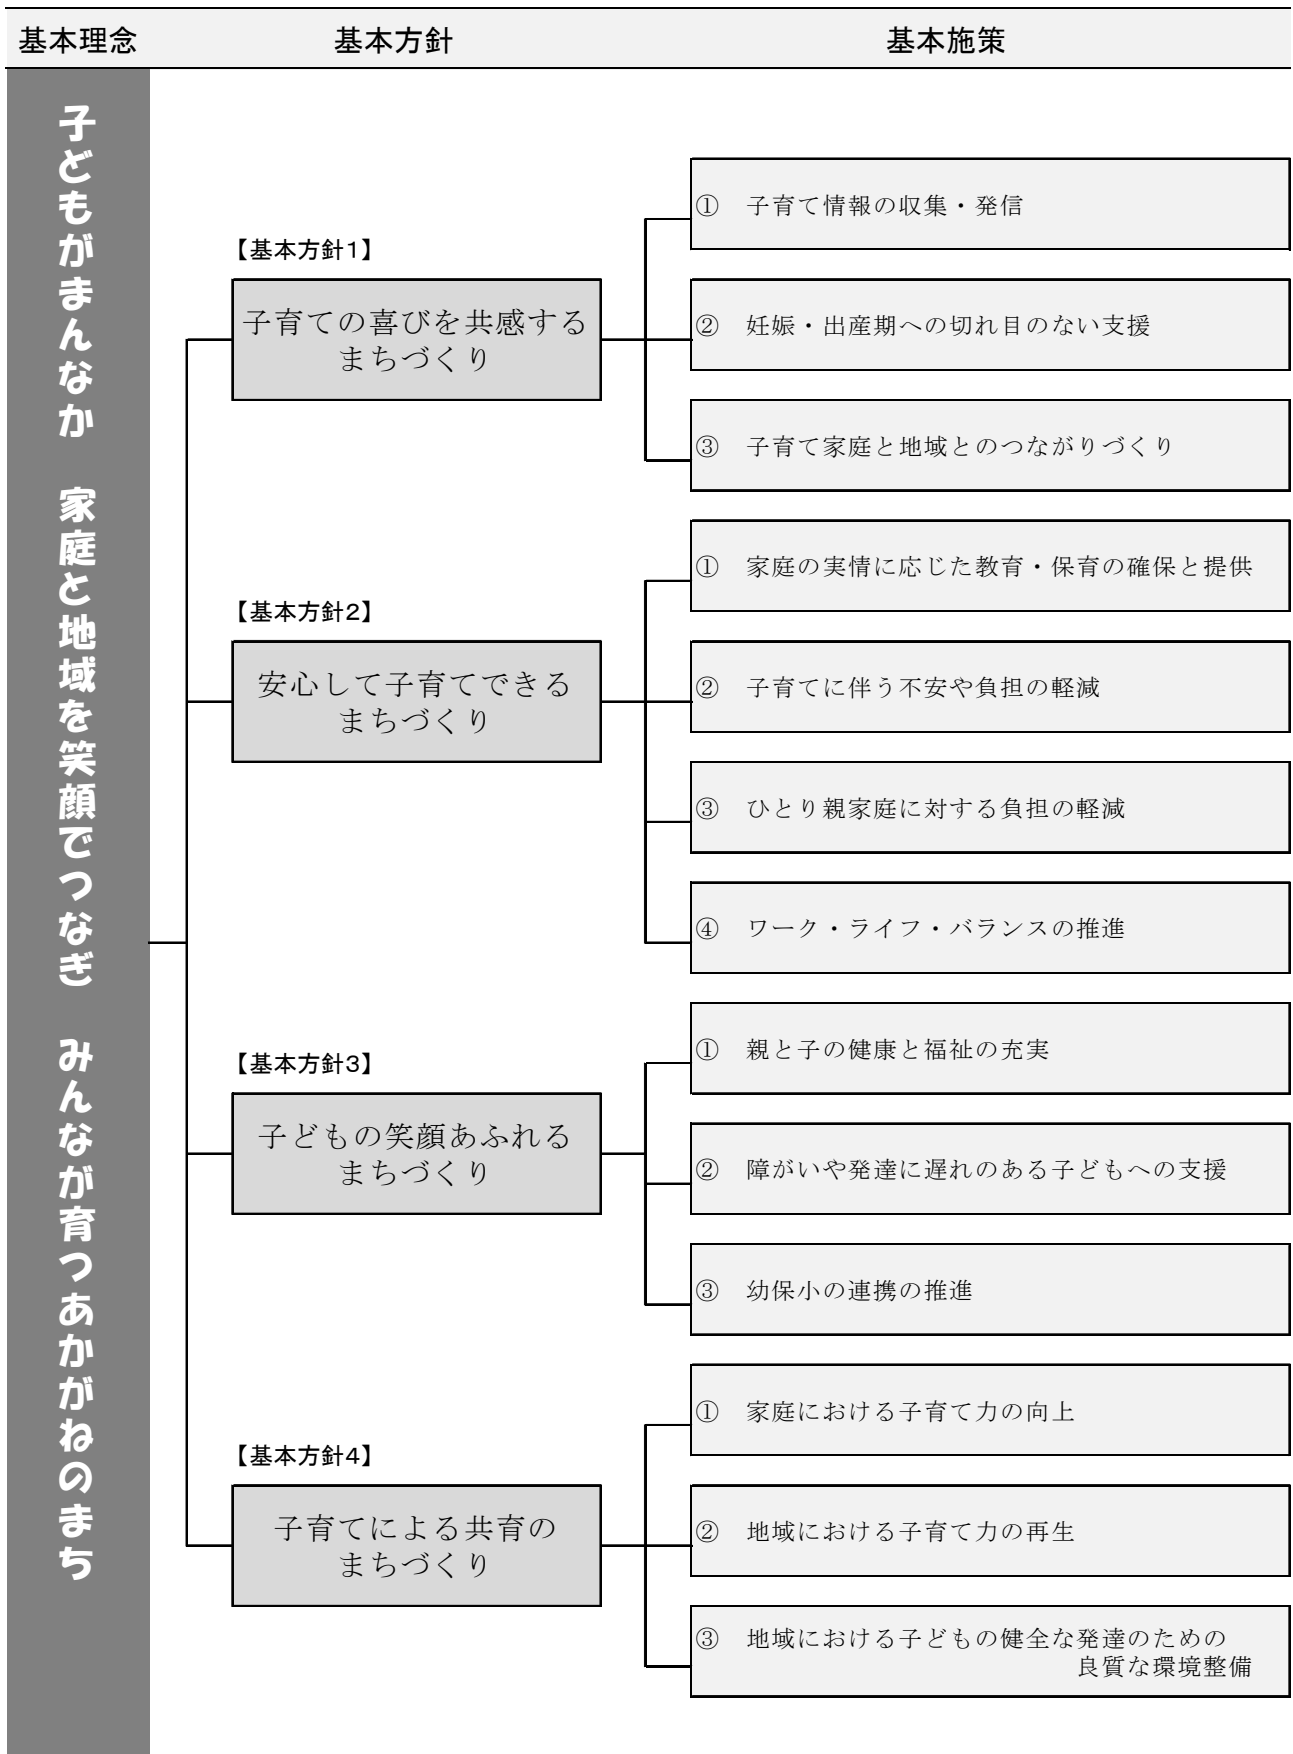 基本理念 基本方針 基本施策
子どもがまんなか 家庭と地域を笑顔でつなぎ みんなが育つあかがねのまち
【基本方針1】
子育ての喜びを共感する
まちづくり
① 子育て情報の収集・発信
② 妊娠・出産期への切れ目のない支援
③ 子育て家庭と地域とのつながりづくり
【基本方針2】
安心して子育てできる
まちづくり
① 家庭の実情に応じた教育・保育の確保と提供
② 子育てに伴う不安や負担の軽減
③ ひとり親家庭に対する負担の軽減
④ ワーク・ライフ・バランスの推進
【基本方針3】
子どもの笑顔あふれる
まちづくり
① 親と子の健康と福祉の充実
② 障がいや発達に遅れのある子どもへの支援
③ 幼保小の連携の推進
【基本方針4】
子育てによる共育の
まちづくり
① 家庭における子育て力の向上
② 地域における子育て力の再生
③ 地域における子どもの健全な発達のための
良質な環境整備